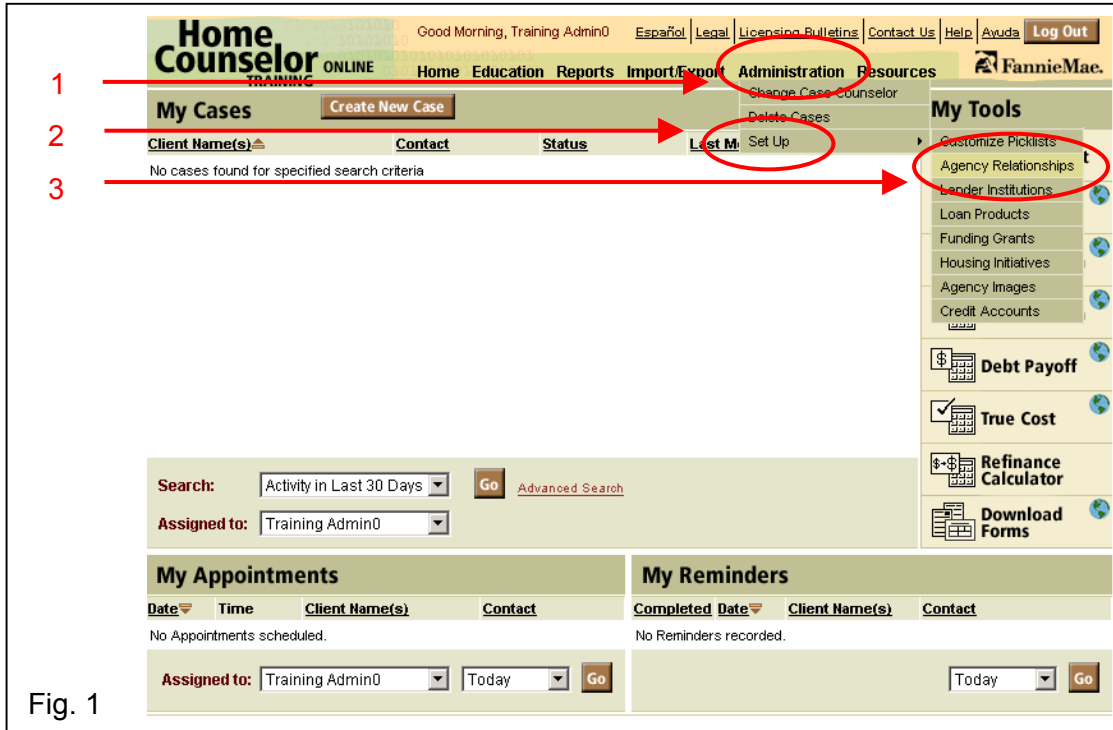 Home
Counselor ONLINE
TRAINING
Good Morning, Training Admin0
Español Legal Licensing Bulletins Contact Us Help Ayuda Log Out
Home Education Reports Import/Export Administration Resources
FannieMae.
1
2
3
My Cases Create New Case
Change Case Counselor
Delete Cases
Set Up
My Tools
Client Name(s) Contact Status Last M
No cases found for specified search criteria
Customize Picklists
Agency Relationships
Lender Institutions
Loan Products
Funding Grants
Housing Initiatives
Agency Images
Credit Accounts
Debt Payoff
True Cost
Refinance
Calculator
Download
Forms
Search: Activity in Last 30 Days Go Advanced Search
Assigned to: Training Admin0
My Appointments
Date Time Client Name(s) Contact
No Appointments scheduled.
Assigned to: Training Admin0 Today Go
My Reminders
Completed Date Client Name(s) Contact
No Reminders recorded.
Today Go
Fig. 1